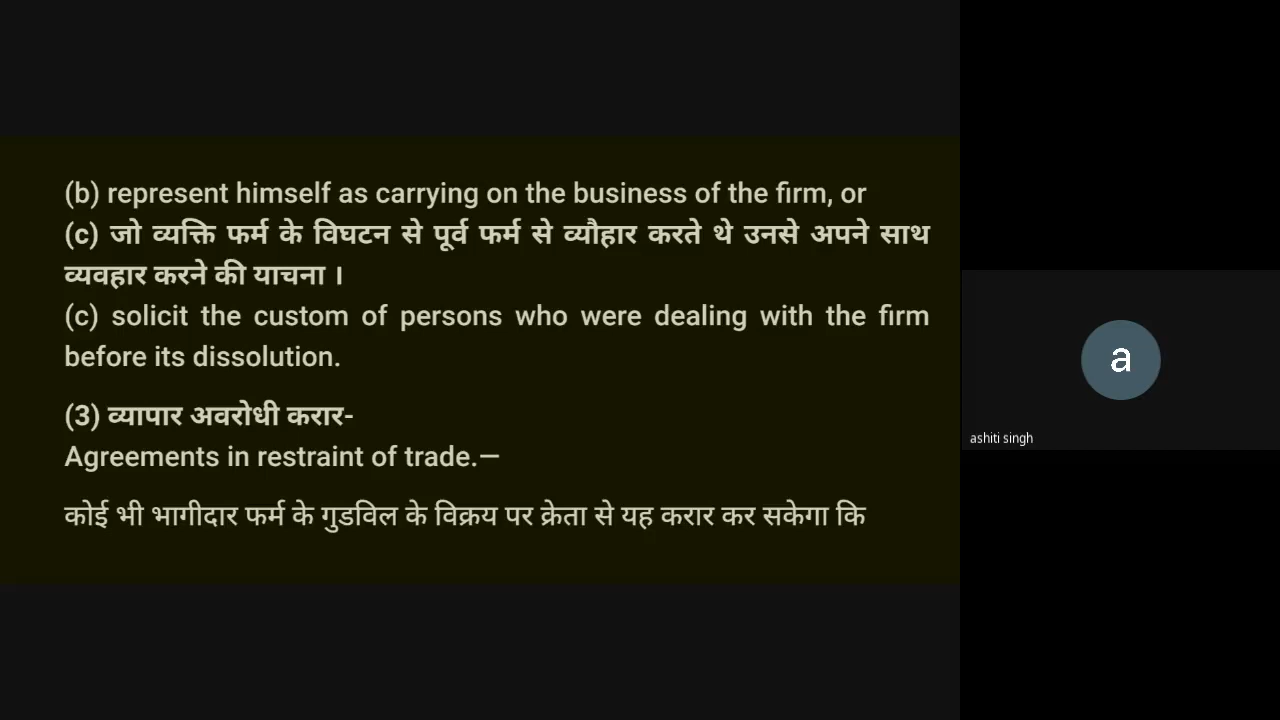 (b) represent himself as carrying on the business of the firm, or
(c) जो व्यक्ति फर्म के विघटन से पूर्व फर्म से व्यौहार करते थे उनसे अपने साथ
व्यवहार करने की याचना ।
(c) solicit the custom of persons who were dealing with the firm
before its dissolution.
(3) व्यापार अवरोधी करार-
Agreements in restraint of trade.—
कोई भी भागीदार फर्म के गुडविल के विक्रय पर क्रेता से यह करार कर सकेगा कि
a
ashiti singh